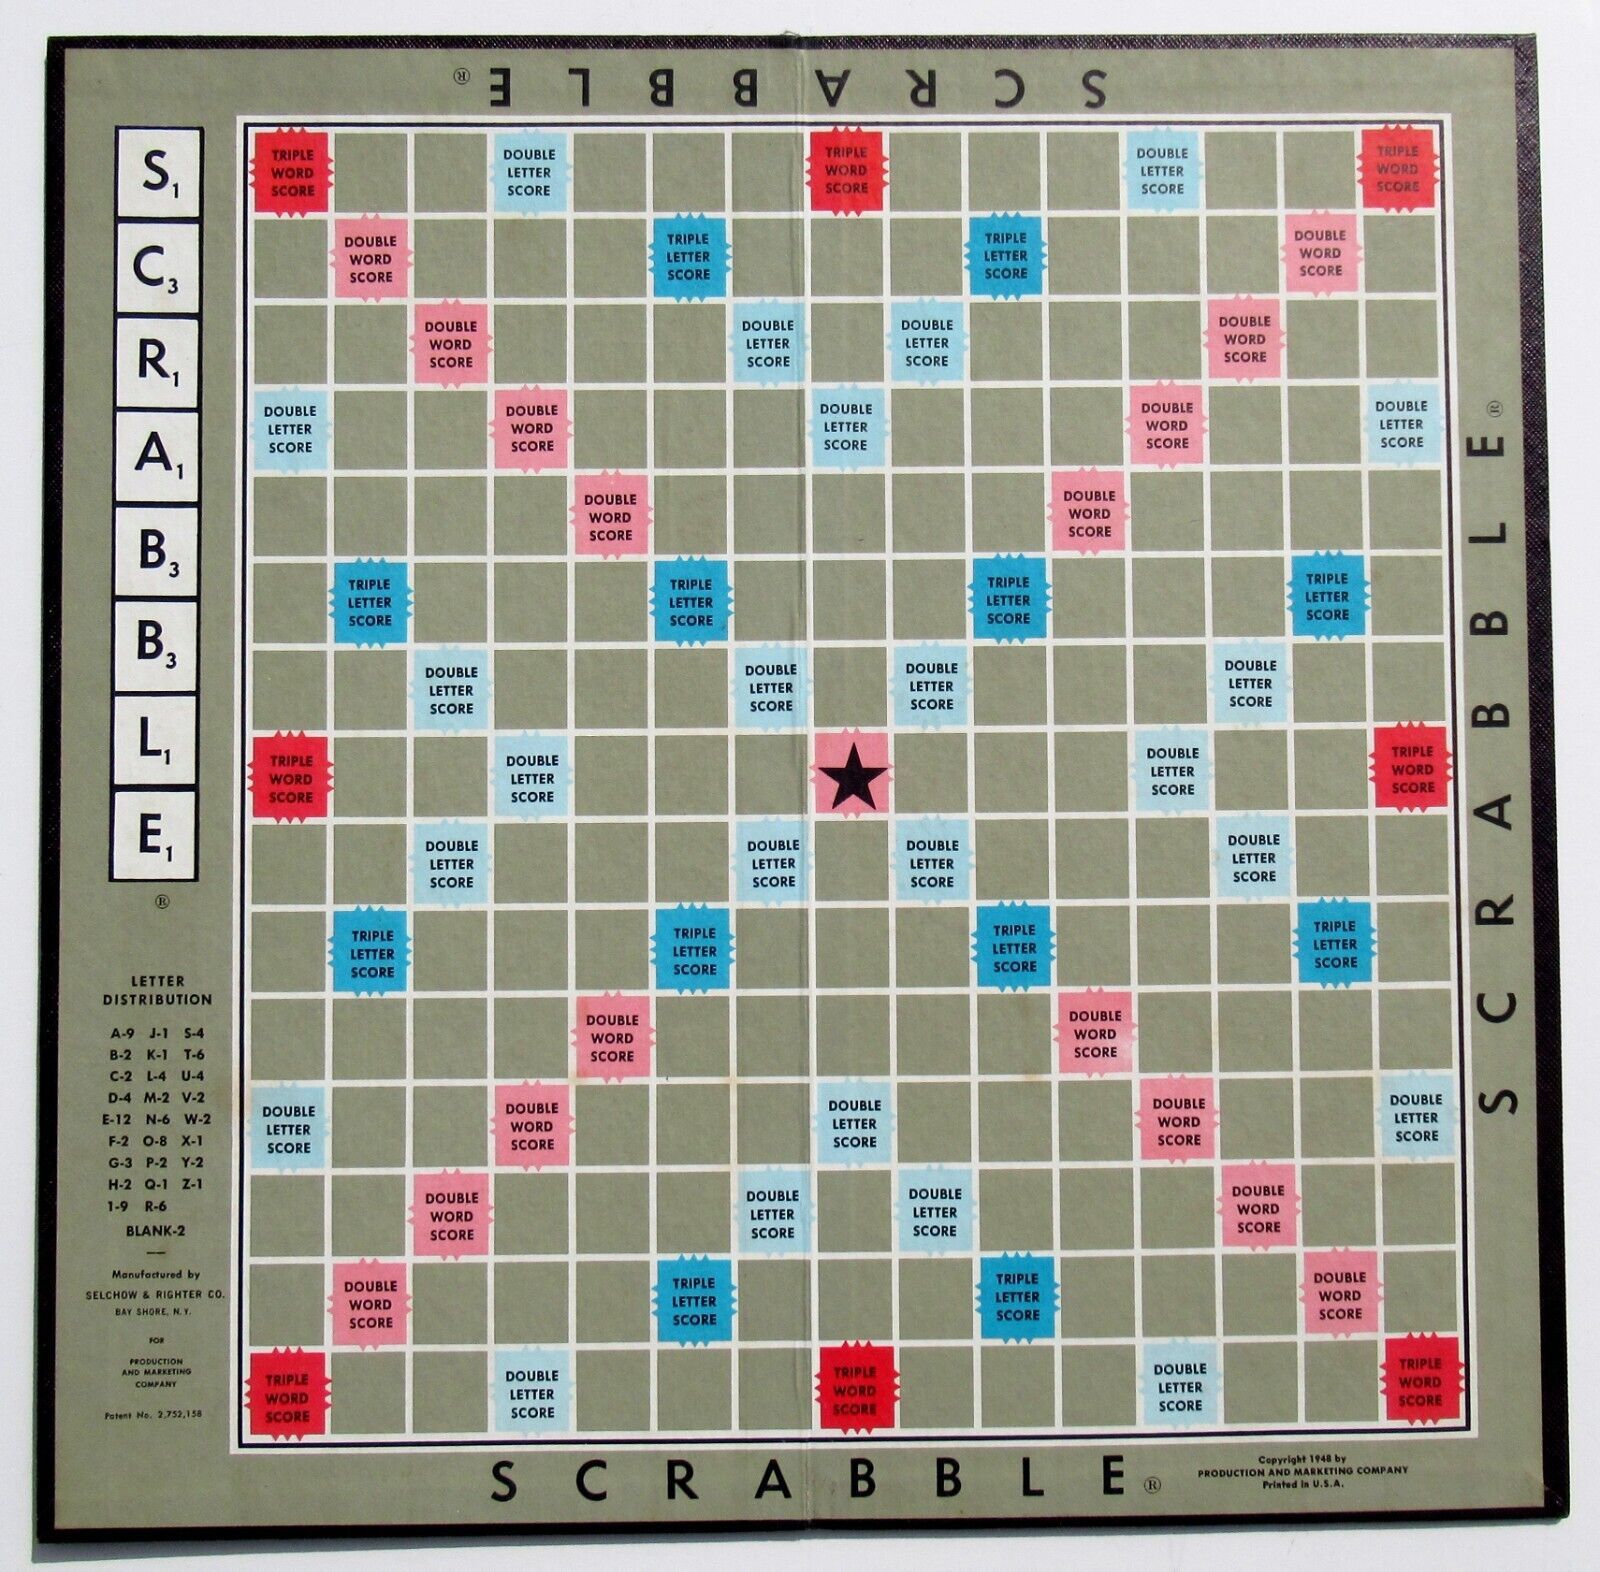 SCRABBLE®
S1
C3
R1
A1
B3
B3
L1
E1
®
LETTER
DISTRIBUTION
A-9 J-1 S-4
B-2 K-1 T-6
C-2 L-4 U-4
D-4 M-2 V-2
E-12 N-6 W-2
F-2 O-8 X-1
G-3 P-2 Y-2
H-2 Q-1 Z-1
1-9 R-6
BLANK-2
Manufactured by
SELCHOW & RIGHTER CO.
BAY SHORE, N.Y.
FOR
PRODUCTION
AND MARKETING
COMPANY
Patent No. 2,752,158
TRIPLE DOUBLE TRIPLE DOUBLE TRIPLE
WORD LETTER WORD LETTER WORD
SCORE SCORE SCORE SCORE SCORE
DOUBLE TRIPLE TRIPLE DOUBLE
WORD LETTER LETTER WORD
SCORE SCORE SCORE SCORE
DOUBLE DOUBLE DOUBLE DOUBLE
WORD LETTER LETTER WORD
SCORE SCORE SCORE SCORE
DOUBLE DOUBLE DOUBLE DOUBLE DOUBLE
LETTER WORD LETTER WORD LETTER
SCORE SCORE SCORE SCORE SCORE
DOUBLE DOUBLE
WORD WORD
SCORE SCORE
TRIPLE TRIPLE TRIPLE TRIPLE
LETTER LETTER LETTER LETTER
SCORE SCORE SCORE SCORE
DOUBLE DOUBLE DOUBLE DOUBLE
LETTER LETTER LETTER LETTER
SCORE SCORE SCORE SCORE
TRIPLE DOUBLE DOUBLE TRIPLE
WORD LETTER LETTER WORD
SCORE SCORE SCORE SCORE
DOUBLE DOUBLE DOUBLE DOUBLE
LETTER LETTER LETTER LETTER
SCORE SCORE SCORE SCORE
TRIPLE TRIPLE TRIPLE TRIPLE
LETTER LETTER LETTER LETTER
SCORE SCORE SCORE SCORE
DOUBLE DOUBLE
WORD WORD
SCORE SCORE
DOUBLE DOUBLE DOUBLE DOUBLE DOUBLE
LETTER WORD LETTER WORD LETTER
SCORE SCORE SCORE SCORE SCORE
DOUBLE DOUBLE DOUBLE DOUBLE
WORD LETTER LETTER WORD
SCORE SCORE SCORE SCORE
DOUBLE TRIPLE TRIPLE DOUBLE
WORD LETTER LETTER WORD
SCORE SCORE SCORE SCORE
TRIPLE DOUBLE TRIPLE DOUBLE TRIPLE
WORD LETTER WORD LETTER WORD
SCORE SCORE SCORE SCORE SCORE
SCRABBLE®
SCRABBLE®
Copyright 1948 by
PRODUCTION AND MARKETING COMPANY
Printed in U.S.A.